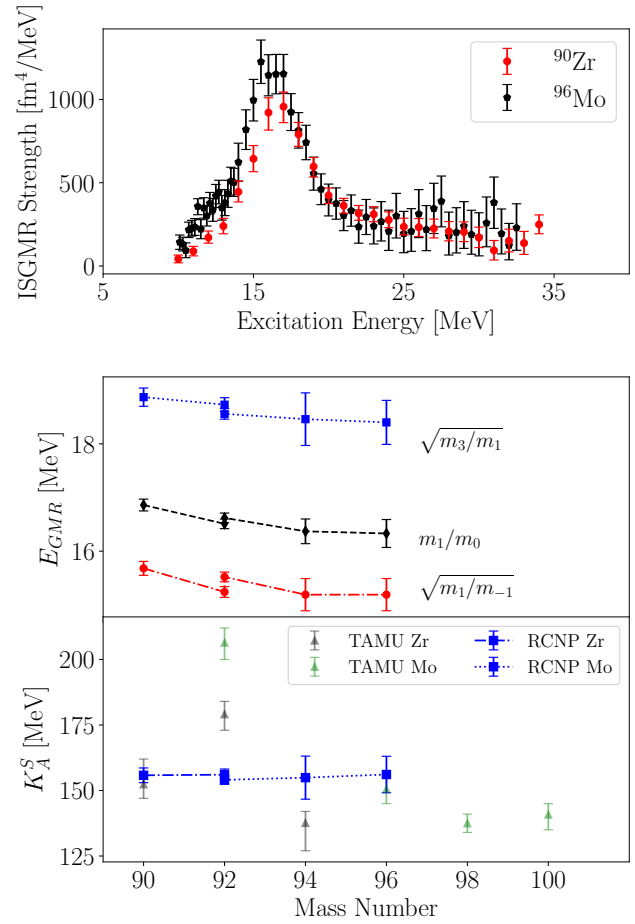 ISGMR Strength [fm⁴/MeV]
1000
500
0
⁹⁰Zr
⁹⁶Mo
5 15 25 35
Excitation Energy [MeV]
E_{GMR} [MeV]
18
16
√m₃/m₁
m₁/m₀
√m₁/m₋₁
K_A^S [MeV]
200
175
150
125
TAMU Zr RCNP Zr
TAMU Mo RCNP Mo
90 92 94 96 98 100
Mass Number